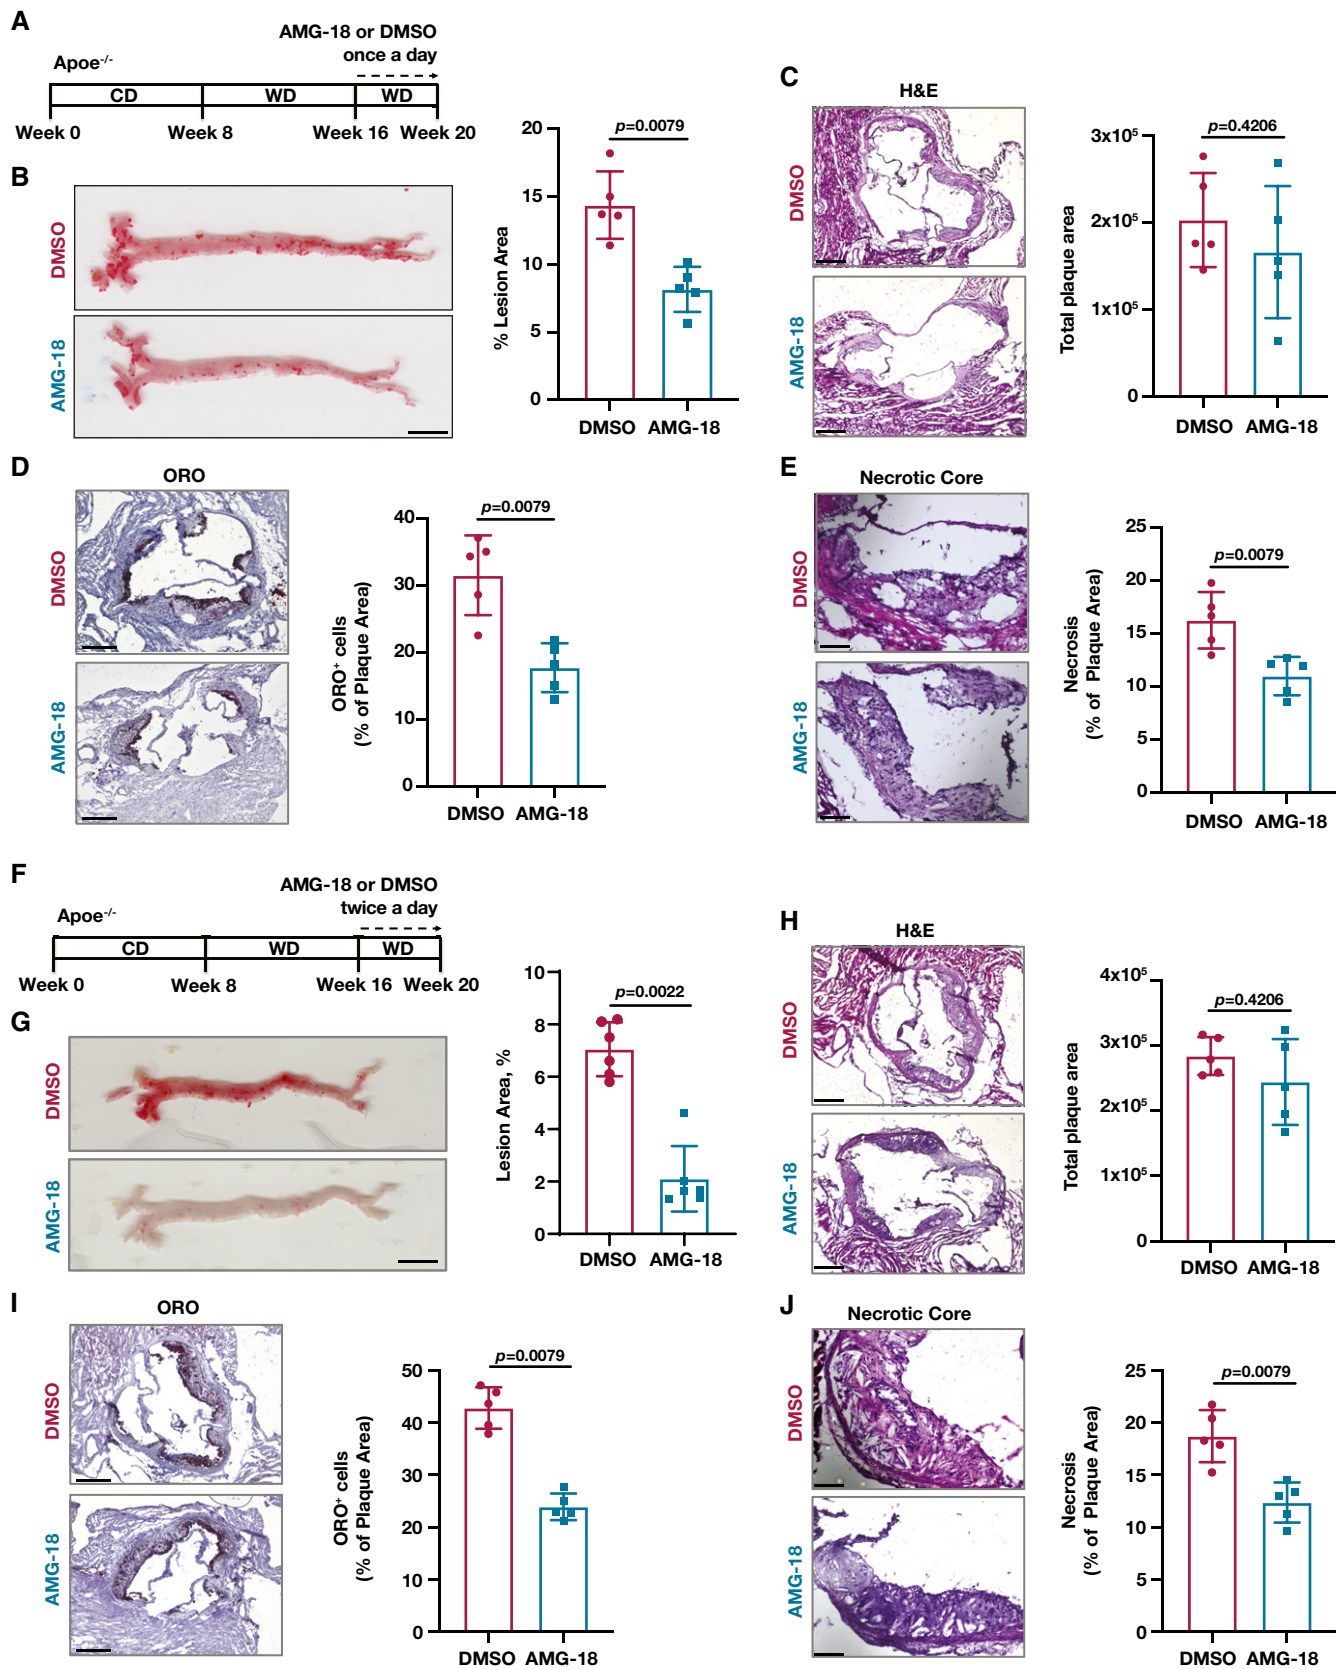 A
AMG-18 or DMSO
once a day
Apoe-/-
CD WD WD
Week 0 Week 8 Week 16 Week 20
B
DMSO
AMG-18
20
15
10
5
0
% Lesion Area
p=0.0079
DMSO AMG-18
C
H&E
DMSO
AMG-18
3x10⁵
2x10⁵
1x10⁵
0
Total plaque area
p=0.4206
DMSO AMG-18
D
ORO
DMSO
AMG-18
40
30
20
10
0
ORO⁺ cells
(% of Plaque Area)
p=0.0079
DMSO AMG-18
E
Necrotic Core
DMSO
AMG-18
25
20
15
10
5
0
Necrosis
(% of Plaque Area)
p=0.0079
DMSO AMG-18
F
AMG-18 or DMSO
twice a day
Apoe-/-
CD WD WD
Week 0 Week 8 Week 16 Week 20
G
DMSO
AMG-18
10
8
6
4
2
0
Lesion Area, %
p=0.0022
DMSO AMG-18
H
H&E
DMSO
AMG-18
4x10⁵
3x10⁵
2x10⁵
1x10⁵
0
Total plaque area
p=0.4206
DMSO AMG-18
I
ORO
DMSO
AMG-18
50
40
30
20
10
0
ORO⁺ cells
(% of Plaque Area)
p=0.0079
DMSO AMG-18
J
Necrotic Core
DMSO
AMG-18
25
20
15
10
5
0
Necrosis
(% of Plaque Area)
p=0.0079
DMSO AMG-18